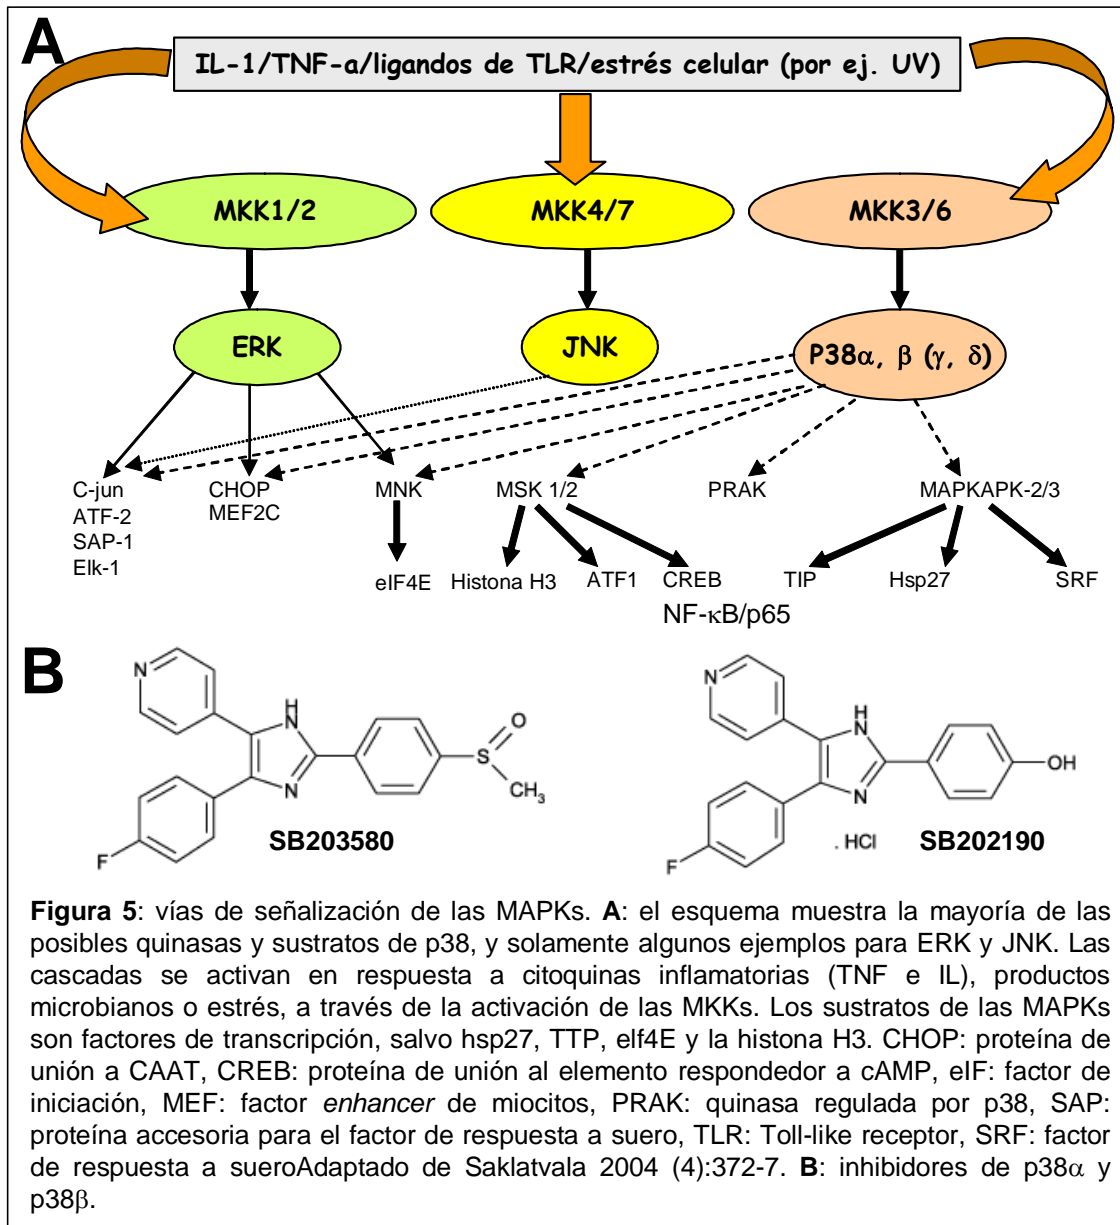 A
IL-1/TNF-a/ligandos de TLR/estrés celular (por ej. UV)
MKK1/2
MKK4/7
MKK3/6
ERK
JNK
P38α, β (γ, δ)
C-jun
ATF-2
SAP-1
Elk-1
CHOP
MEF2C
MNK
MSK 1/2
PRAK
MAPKAPK-2/3
eIF4E
Histona H3
ATF1
CREB
NF-κB/p65
TIP
Hsp27
SRF
B
N
H
N
N
F
S
O
CH3
SB203580
N
H
N
N
F
OH
. HCl
SB202190
Figura 5: vías de señalización de las MAPKs. A: el esquema muestra la mayoría de las
posibles quinasas y sustratos de p38, y solamente algunos ejemplos para ERK y JNK. Las
cascadas se activan en respuesta a citoquinas inflamatorias (TNF e IL), productos
microbianos o estrés, a través de la activación de las MKKs. Los sustratos de las MAPKs
son factores de transcripción, salvo hsp27, TTP, elf4E y la histona H3. CHOP: proteína de
unión a CAAT, CREB: proteína de unión al elemento respondedor a cAMP, eIF: factor de
iniciación, MEF: factor enhancer de miocitos, PRAK: quinasa regulada por p38, SAP:
proteína accesoria para el factor de respuesta a suero, TLR: Toll-like receptor, SRF: factor
de respuesta a sueroAdaptado de Saklatvala 2004 (4):372-7. B: inhibidores de p38α y
p38β.